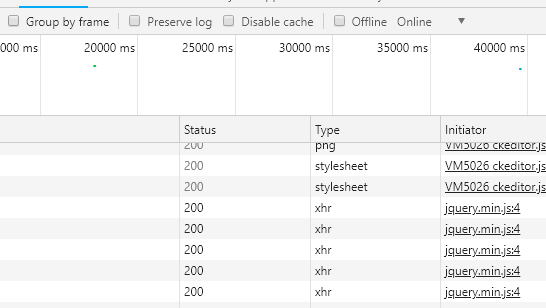 Group by frame Preserve log Disable cache Offline Online ▼
000 ms 20000 ms 25000 ms 30000 ms 35000 ms 40000 ms
Status Type Initiator
200 png VM5026 ckeditor.js
200 stylesheet VM5026 ckeditor.js
200 stylesheet VM5026 ckeditor.js
200 xhr jquery.min.js:4
200 xhr jquery.min.js:4
200 xhr jquery.min.js:4
200 xhr jquery.min.js:4
200 xhr jquery.min.js:4